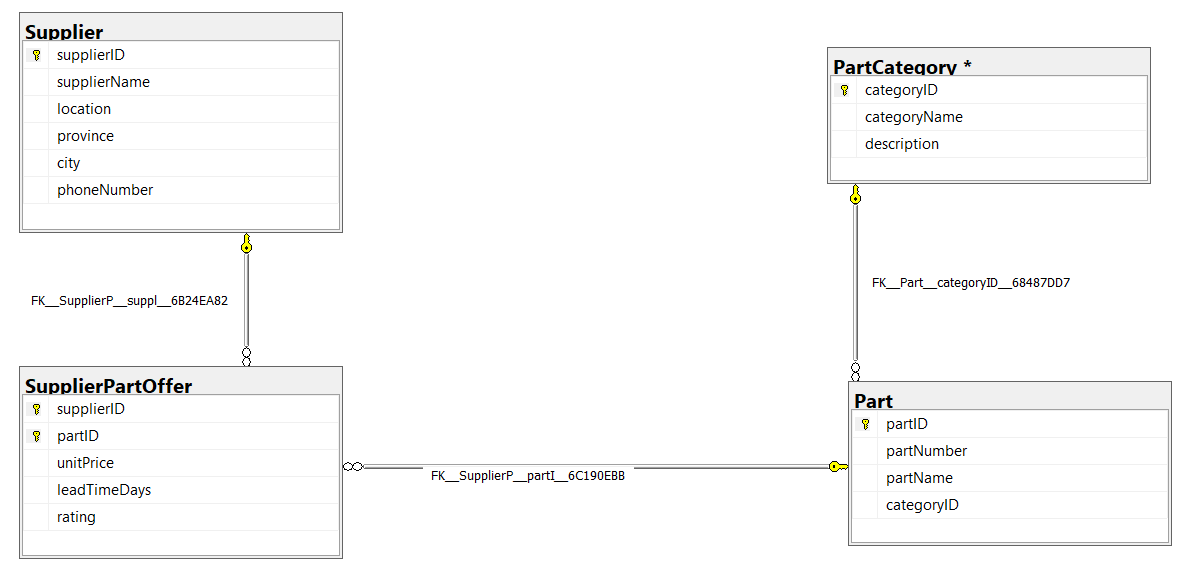 Supplier
supplierID
supplierName
location
province
city
phoneNumber
PartCategory *
categoryID
categoryName
description
FK__SupplierP__suppl__6B24EA82
FK__Part__categoryID__68487DD7
SupplierPartOffer
supplierID
partID
unitPrice
leadTimeDays
rating
FK__SupplierP__partI__6C190EBB
Part
partID
partNumber
partName
categoryID